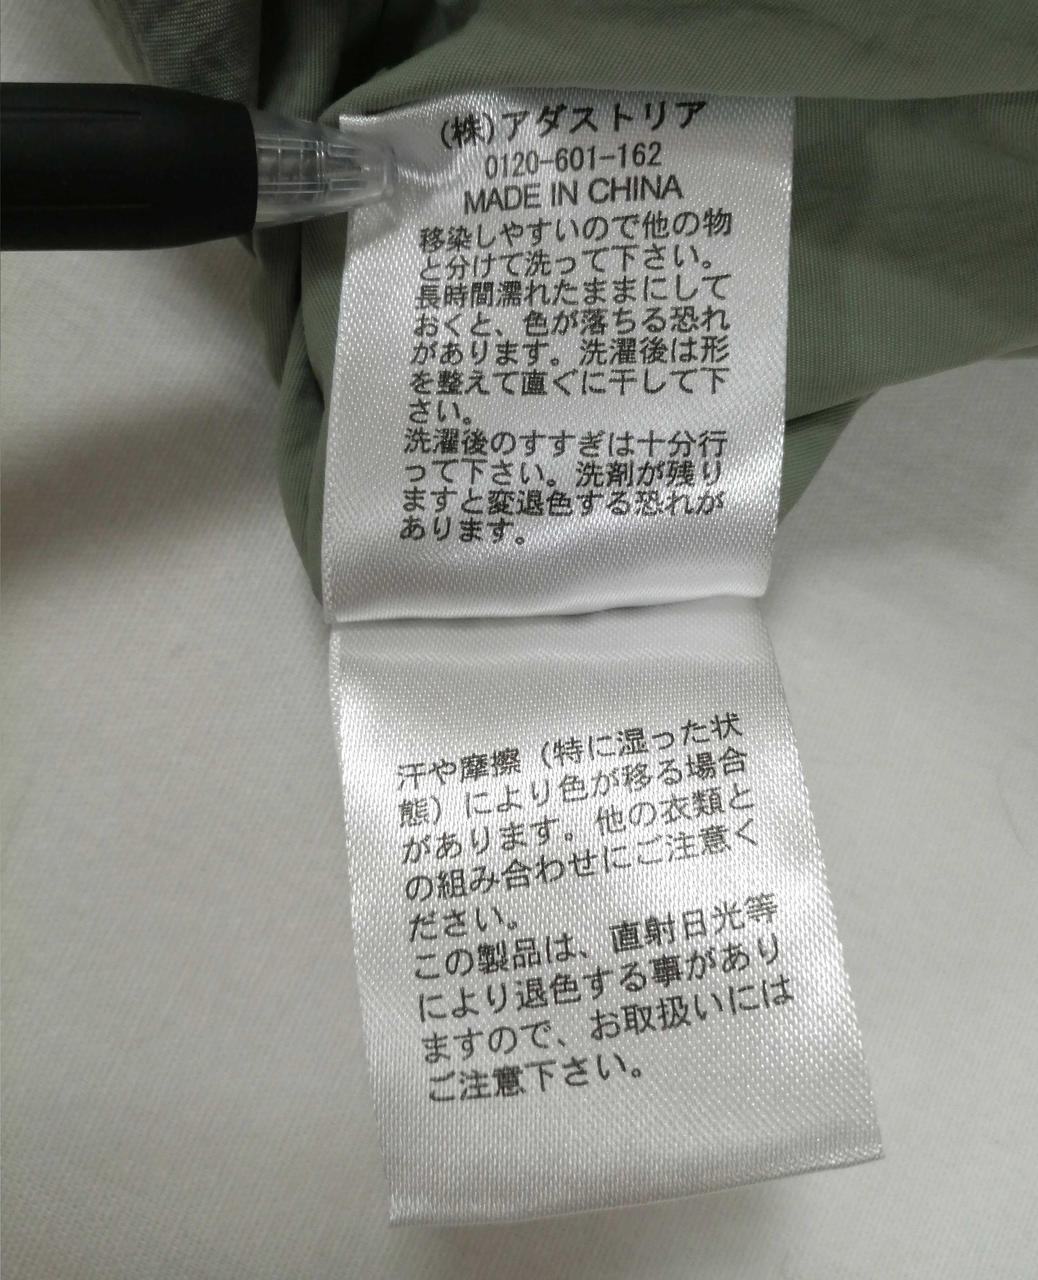 (株)アダストリア
0120-601-162
MADE IN CHINA
移染しやすいので他の物
と分けて洗って下さい。
長時間濡れたままにして
おくと、色が落ちる恐れ
があります。洗濯後は形
を整えて直ぐに干して下
さい。
洗濯後のすすぎは十分行
って下さい。洗剤が残り
ますと変退色する恐れが
あります。
汗や摩擦（特に湿った状
態）により色が移る場合
があります。他の衣類と
の組み合わせにご注意く
ださい。
この製品は、直射日光等
により退色する事があり
ますので、お取扱いには
ご注意下さい。